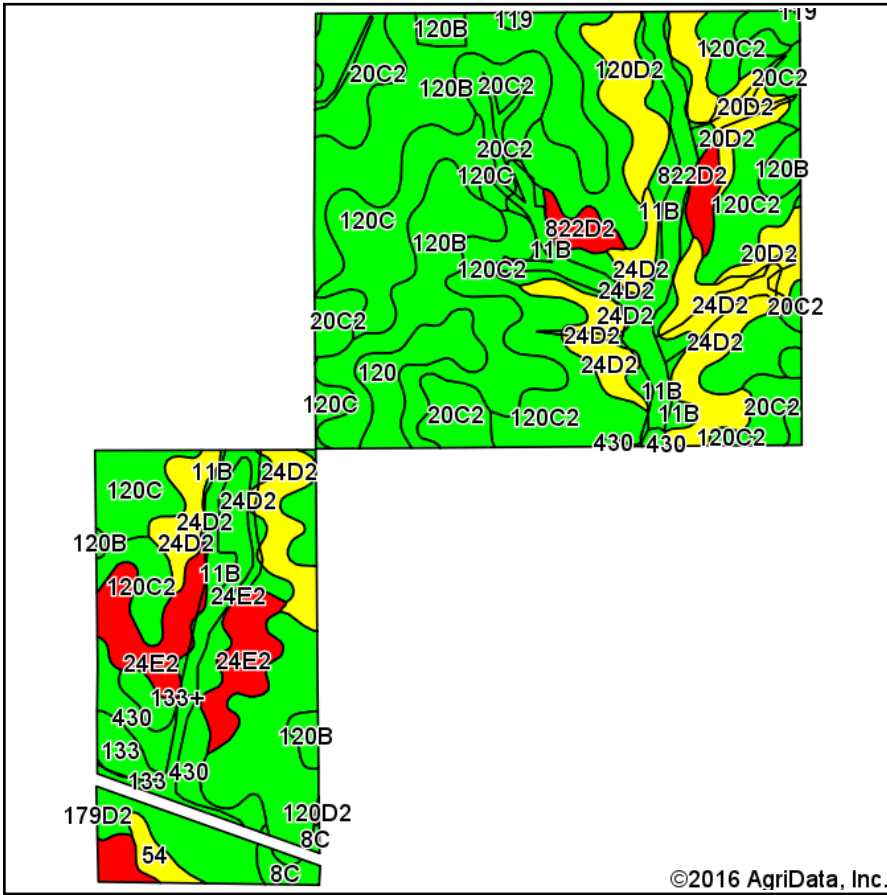 119
119
120B
120C2
120D2
20C2
20C2
120B
20C2
20D2
20D2
20C2
120C
822D2
120B
120C2
11B
120C
822D2
120B
11B
20D2
120C2
24D2
24D2
24D2
20C2
24D2
20C2
24D2
24D2
24D2
120
11B
120C
20C2
120C2
11B
20C2
120C2
430
430
11B
24D2
120C
24D2
24D2
120B
24D2
11B
120C2
24E2
24E2
24E2
133+
430
120B
133
430
133
179D2
120D2
8C
54
8C
©2016 AgriData, Inc.